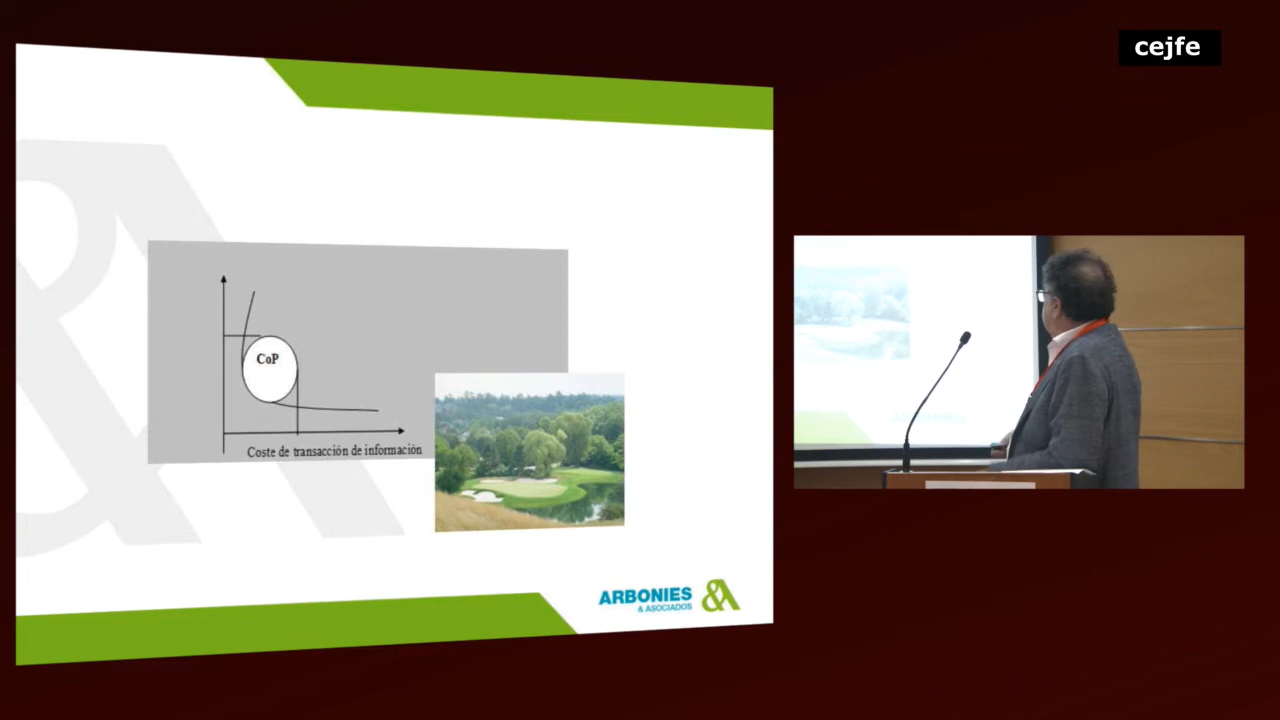 cejfe
CoP
Coste de transacción de información
ARBONIES
& ASOCIADOS